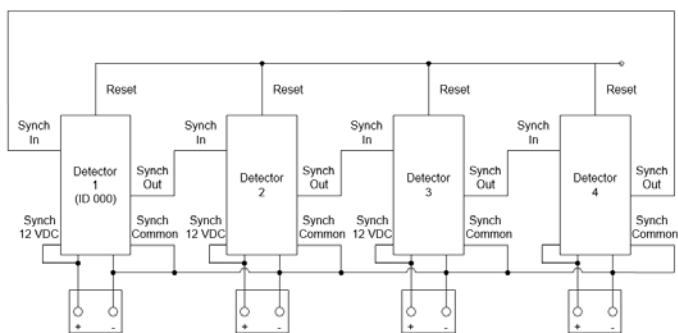 Reset
Reset
Reset
Reset
Synch
In
Synch
In
Synch
In
Synch
In
Detector
1
(ID 000)
Detector
2
Detector
3
Detector
4
Synch
Out
Synch
Out
Synch
Out
Synch
Out
Synch
12 VDC
Synch
Common
Synch
12 VDC
Synch
Common
Synch
12 VDC
Synch
Common
Synch
12 VDC
Synch
Common
+ -
+ -
+ -
+ -